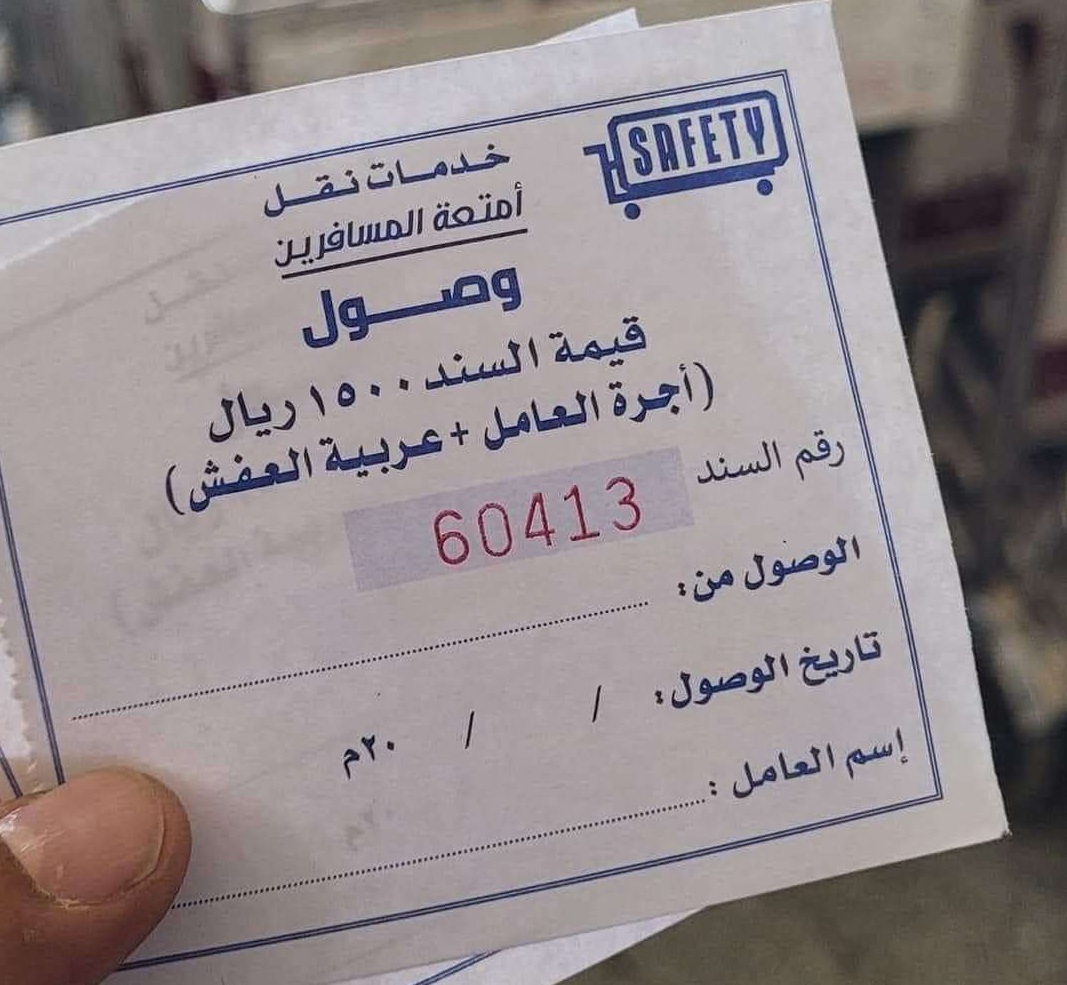 SAFETY
خدمات نقل
أمتعة المسافرين
وصول
قيمة السند ١٥٠٠ ريال
(أجرة العامل + عربية العفش)
رقم السند 60413
الوصول من: ........................
تاريخ الوصول: / / ٢٠م
إسم العامل : ........................